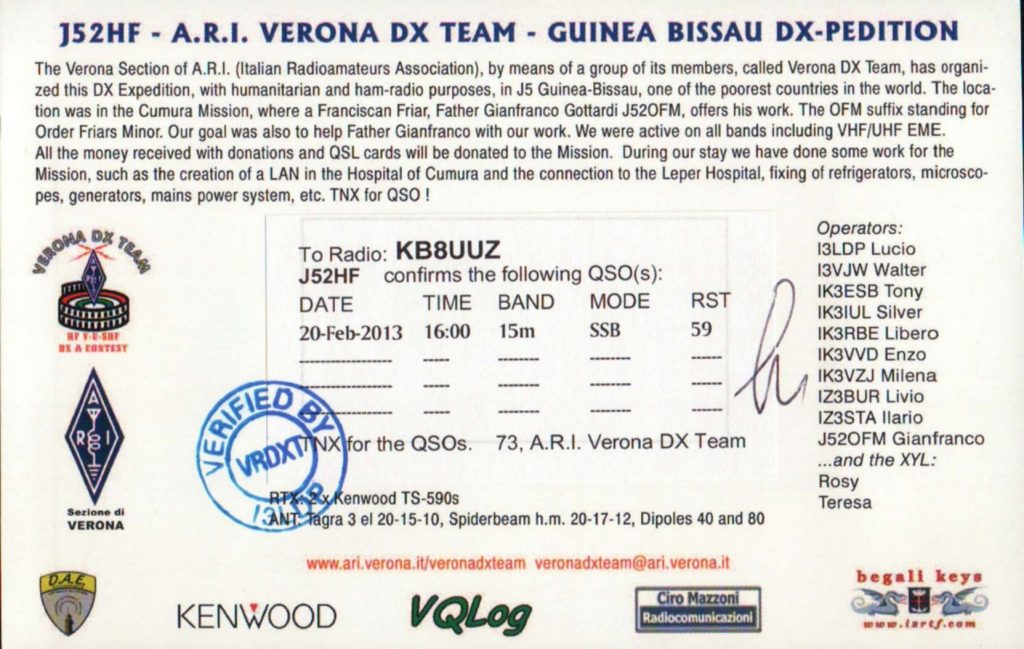 J52HF - A.R.I. VERONA DX TEAM - GUINEA BISSAU DX-PEDITION
The Verona Section of A.R.I. (Italian Radioamateurs Association), by means of a group of its members, called Verona DX Team, has organi-
zed this DX Expedition, with humanitarian and ham-radio purposes, in J5 Guinea-Bissau, one of the poorest countries in the world. The loca-
tion was in the Cumura Mission, where a Franciscan Friar, Father Gianfranco Gottardi J52OFM, offers his work. The OFM suffix standing for
Order Friars Minor. Our goal was also to help Father Gianfranco with our work. We were active on all bands including VHF/UHF EME.
All the money received with donations and QSL cards will be donated to the Mission. During our stay we have done some work for the
Mission, such as the creation of a LAN in the Hospital of Cumura and the connection to the Leper Hospital, fixing of refrigerators, microsco-
pes, generators, mains power system, etc. TNX for QSO !
VERONA DX TEAM
HF V-U-SHF
DX & CONTEST
A.R.I.
Sezione di
VERONA
To Radio: KB8UUZ
J52HF confirms the following QSO(s):
DATE TIME BAND MODE RST
20-Feb-2013 16:00 15m SSB 59
---------------- ----- --------- -------- -----
---------------- ----- --------- -------- -----
---------------- ----- --------- -------- -----
TNX for the QSOs. 73, A.R.I. Verona DX Team
VERIFIED BY
VRDXT
I3LDP
RTX: 2 x Kenwood TS-590s
ANT: Tagra 3 el 20-15-10, Spiderbeam h.m. 20-17-12, Dipoles 40 and 80
Operators:
I3LDP Lucio
I3VJW Walter
IK3ESB Tony
IK3IUL Silver
IK3RBE Libero
IK3VVD Enzo
IK3VZJ Milena
IZ3BUR Livio
IZ3STA Ilario
J52OFM Gianfranco
...and the XYL:
Rosy
Teresa
www.ari.verona.it/veronadxteam veronadxteam@ari.verona.it
D.A.E.
KENWOOD
VQLog
Ciro Mazzoni
Radiocomunicazioni
begali keys
www.i2rtf.com